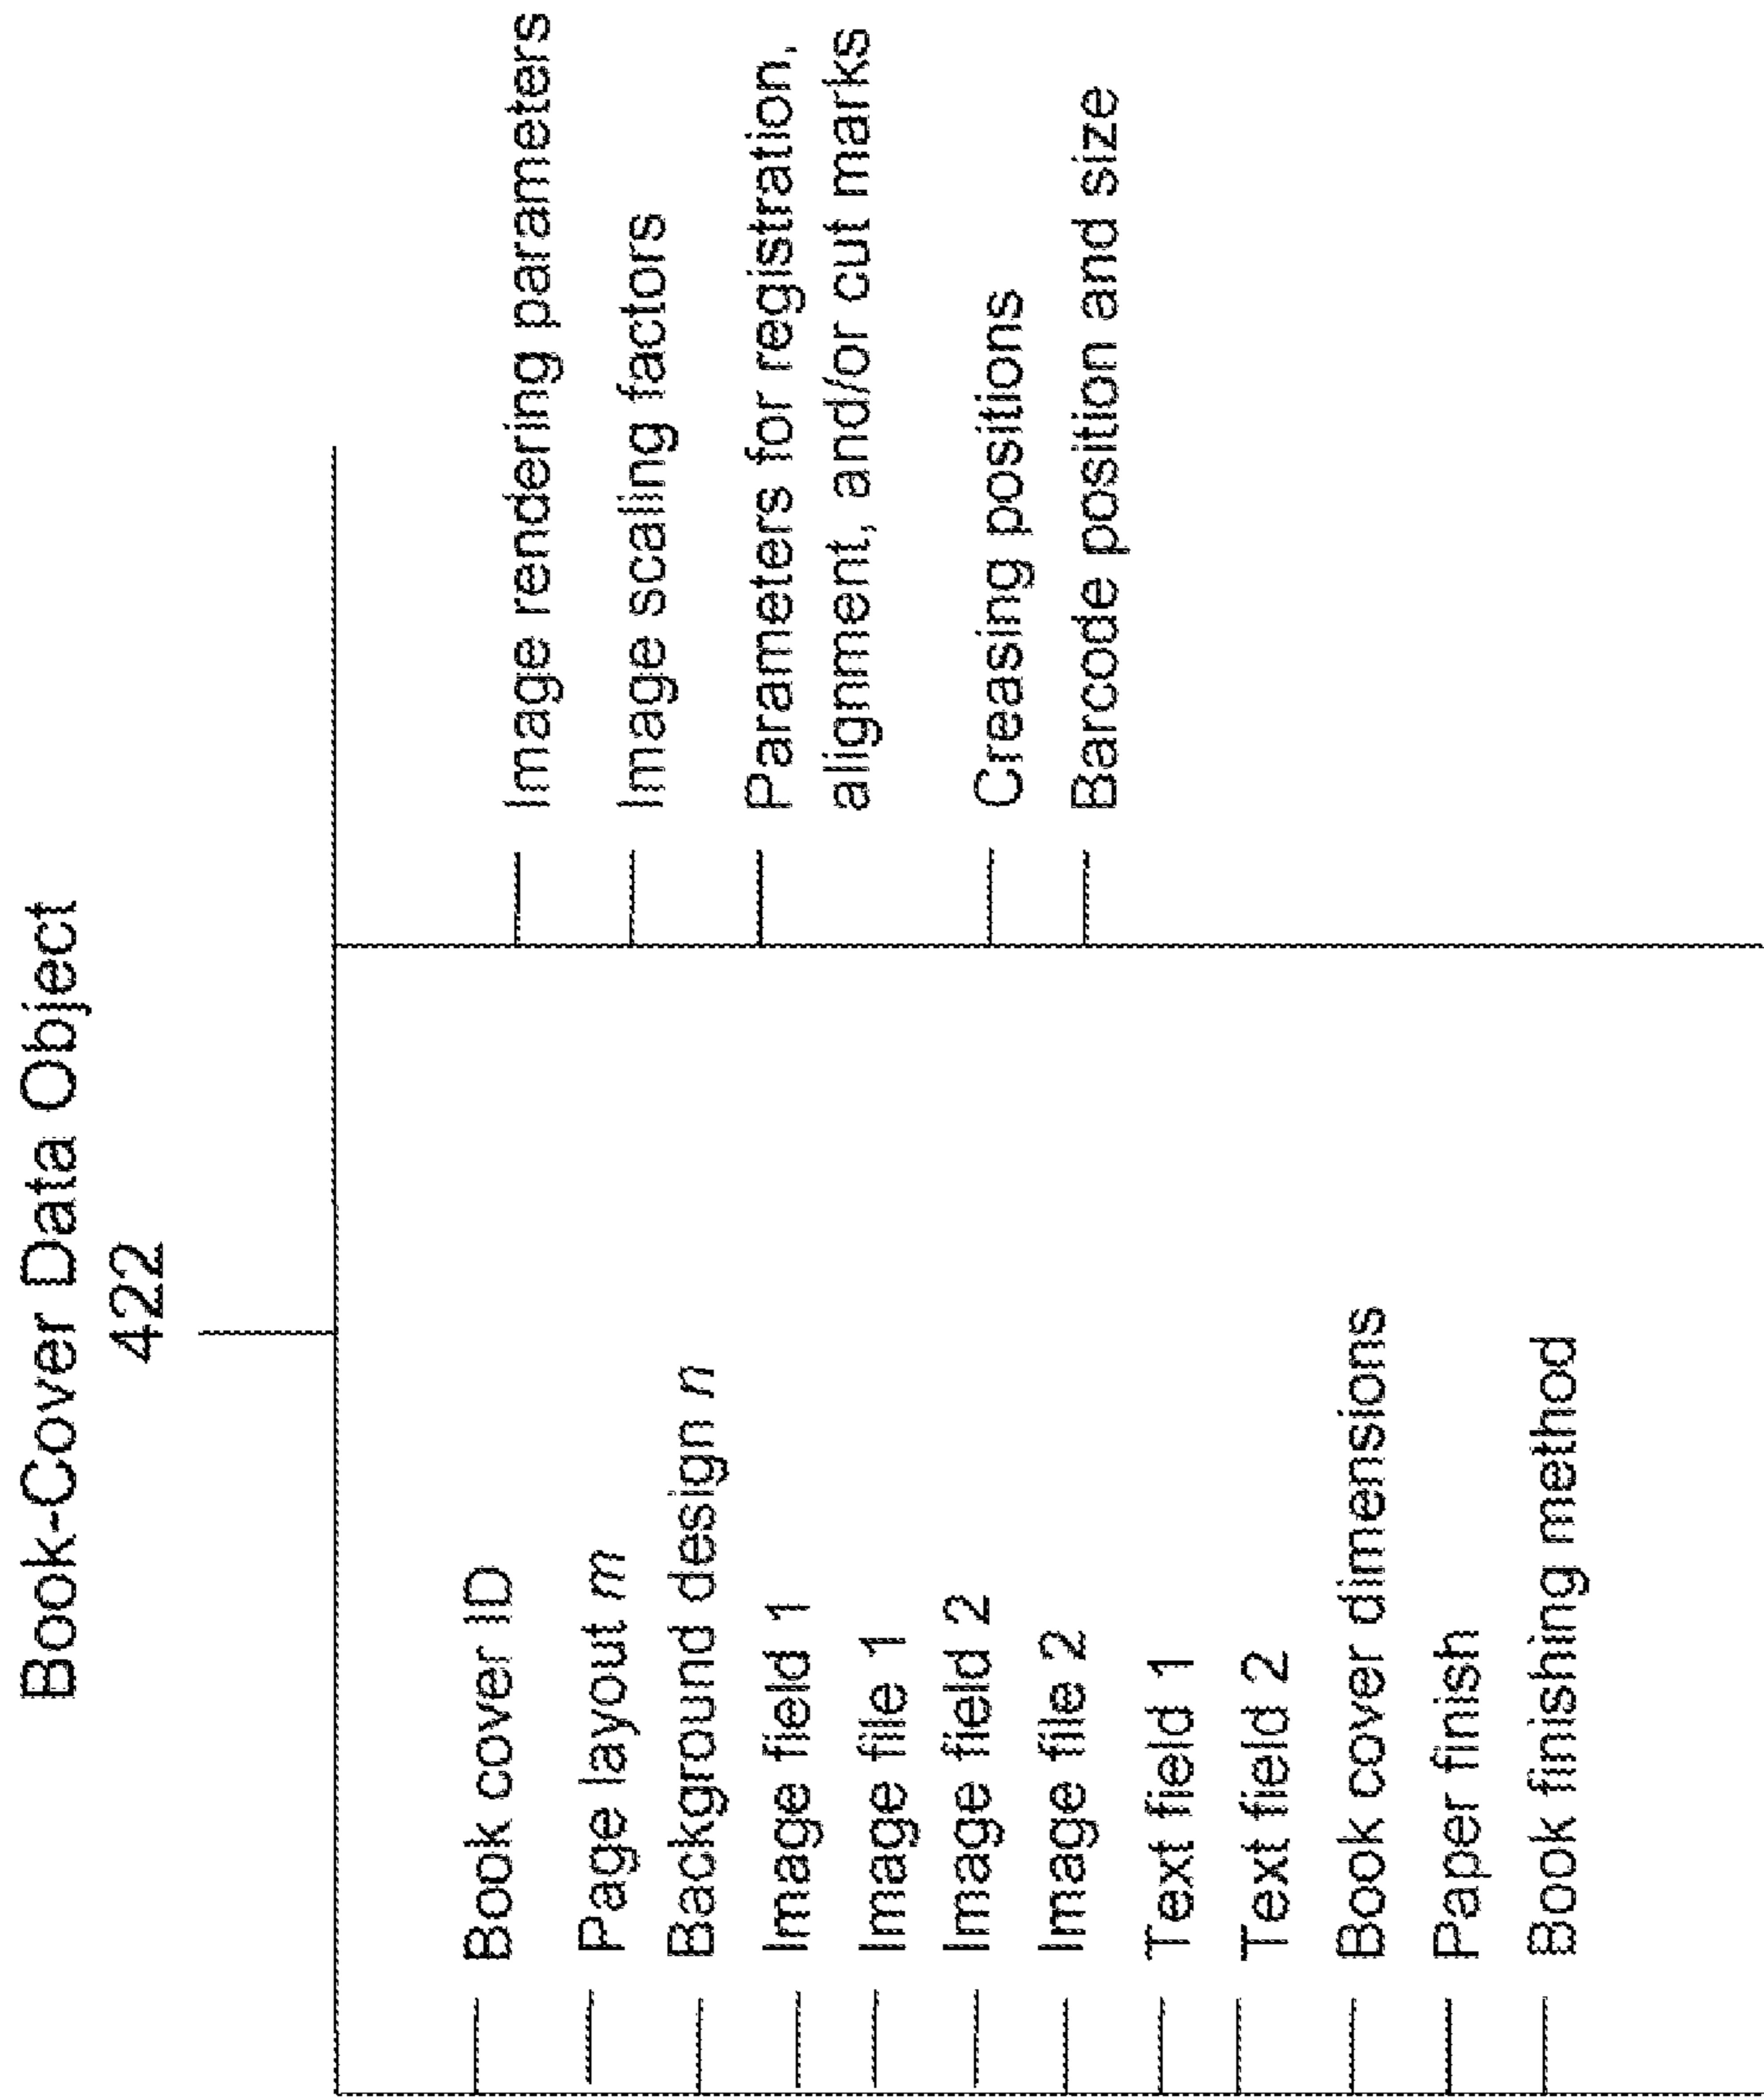 Book-Cover Data Object
422
Book cover ID
Page layout m
Background design n
Image field 1
Image file 1
Image field 2
Image file 2
Text field 1
Text field 2
Book cover dimensions
Paper finish
Book finishing method
Image rendering parameters
Image scaling factors
Parameters for registration,
alignment, and/or cut marks
Creasing positions
Barcode position and size